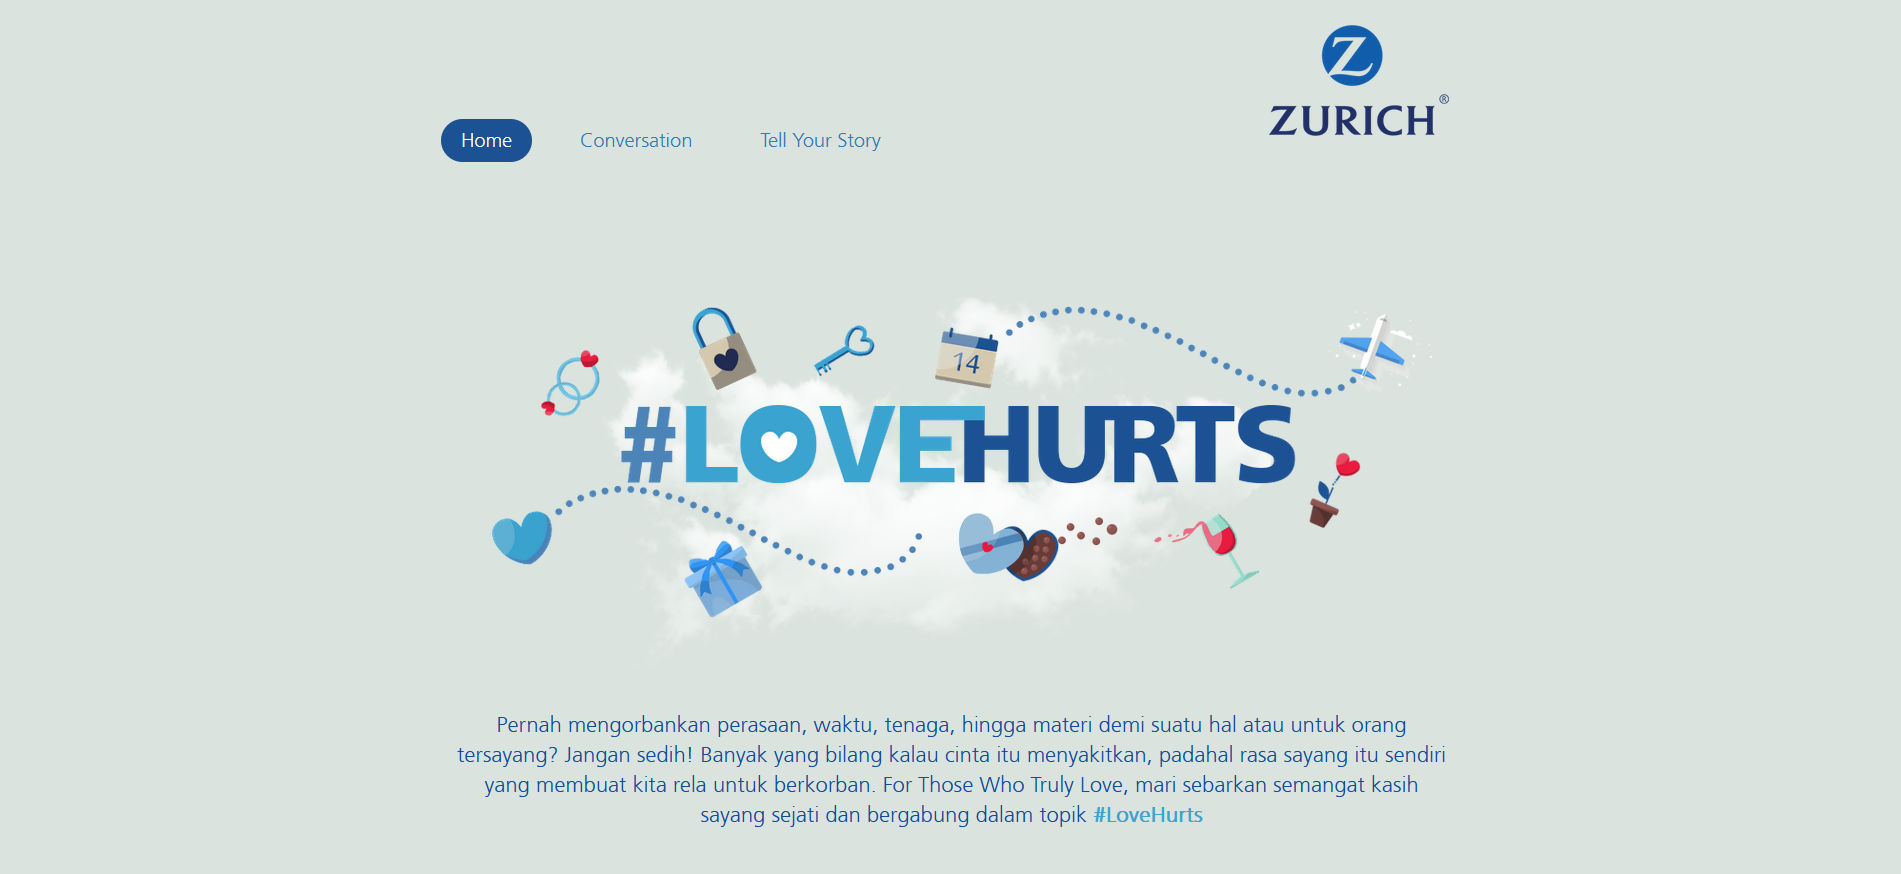 ZURICH®
Home
Conversation
Tell Your Story
14
#LOVEHURTS
Pernah mengorbankan perasaan, waktu, tenaga, hingga materi demi suatu hal atau untuk orang
tersayang? Jangan sedih! Banyak yang bilang kalau cinta itu menyakitkan, padahal rasa sayang itu sendiri
yang membuat kita rela untuk berkorban. For Those Who Truly Love, mari sebarkan semangat kasih
sayang sejati dan bergabung dalam topik #LoveHurts